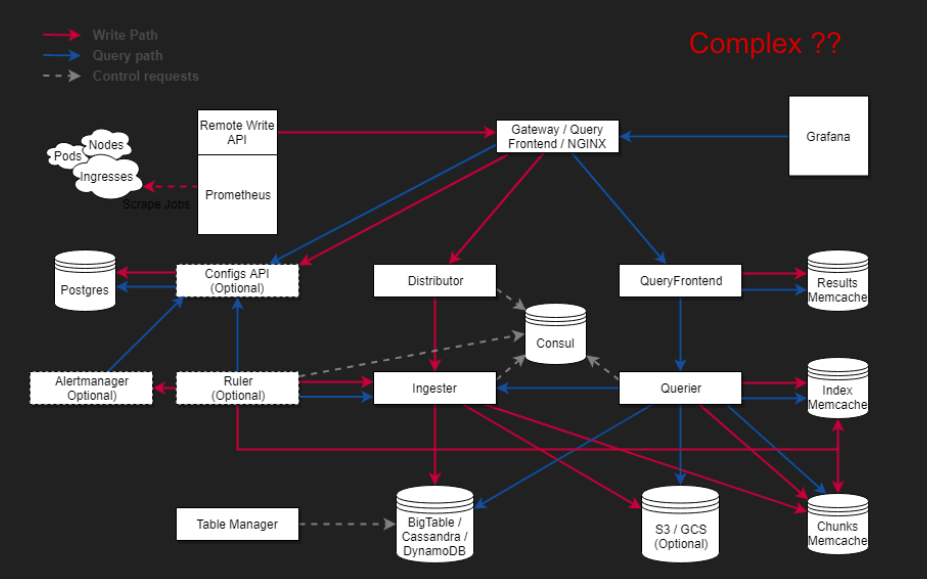 Write Path
Query path
Control requests
Complex ??
Remote Write
API
Gateway / Query
Frontend / NGINX
Grafana
Nodes
Pods
Ingresses
Prometheus
Scrape Jobs
Postgres
Configs API
(Optional)
Distributor
QueryFrontend
Results
Memcache
Consul
Alertmanager
Optional)
Ruler
(Optional)
Ingester
Querier
Index
Memcache
Table Manager
BigTable /
Cassandra /
DynamoDB
S3 / GCS
(Optional)
Chunks
Memcache